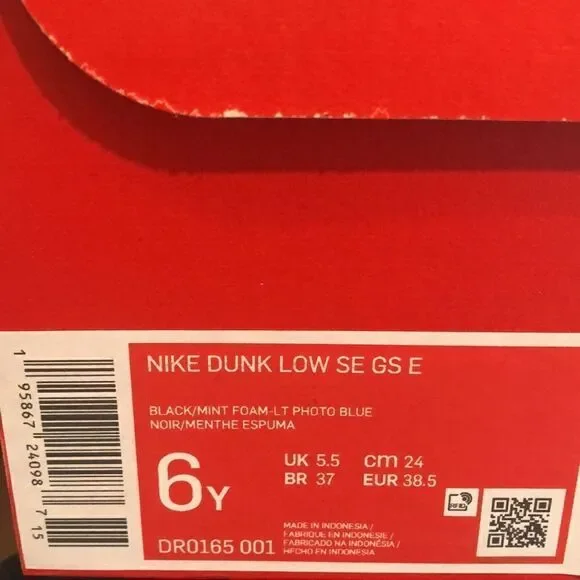 NIKE DUNK LOW SE GS E
BLACK/MINT FOAM-LT PHOTO BLUE
NOIR/MENTHE ESPUMA
6Y
UK 5.5 cm 24
BR 37 EUR 38.5
MADE IN INDONESIA /
FABRIQUE EN INDONESIE /
FABRICADO NA INDONÉSIA /
HECHO EN INDONESIA
DR0165 001
RFID
1 95867 24098 7 15